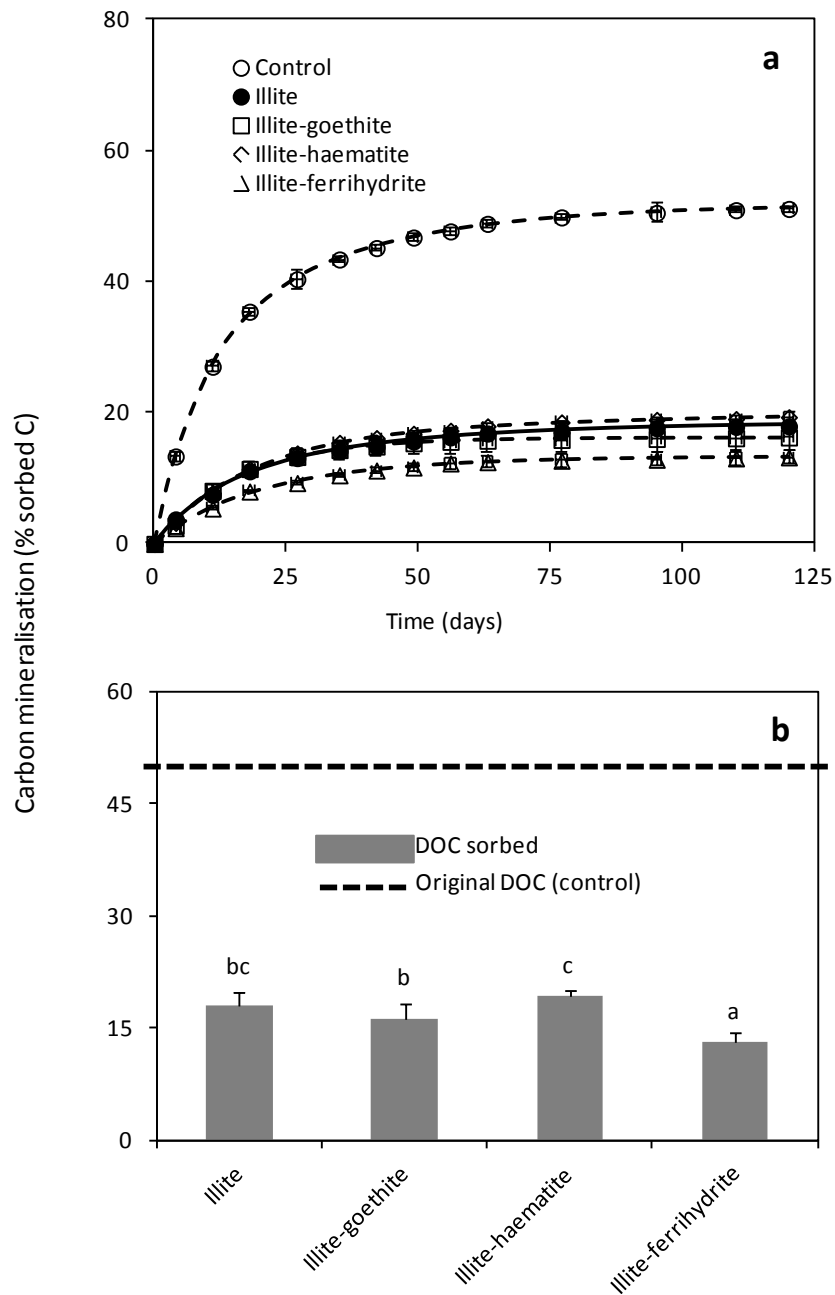 80
a
Control
Illite
Illite-goethite
Illite-haematite
Illite-ferrihydrite
60
40
20
0
0 25 50 75 100 125
Time (days)
Carbon mineralisation (% sorbed C)
60
b
45
DOC sorbed
Original DOC (control)
30
bc b c a
15
0
Illite
Illite-goethite
Illite-haematite
Illite-ferrihydrite